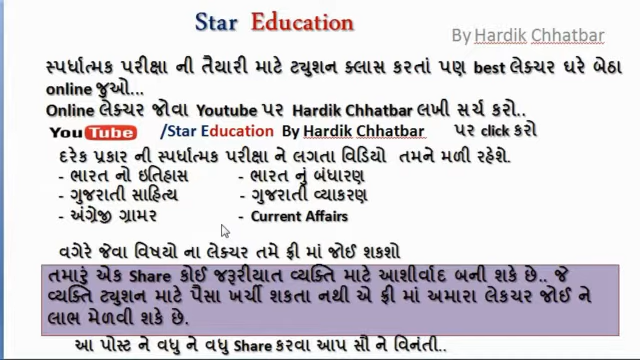 Star Education
By Hardik Chhatbar
સ્પર્ધાત્મક પરીક્ષા ની તૈયારી માટે ટ્યુશન ક્લાસ કરતાં પણ best લેક્ચર ઘરે બેઠા
online જુઓ...
Online લેક્ચર જોવા Youtube પર Hardik Chhatbar લખી સર્ચ કરો..
YouTube /Star Education By Hardik Chhatbar પર click કરો
દરેક પ્રકાર ની સ્પર્ધાત્મક પરીક્ષા ને લગતા વિડિયો તમને મળી રહેશે.
- ભારત નો ઇતિહાસ - ભારત નું બંધારણ
- ગુજરાતી સાહિત્ય - ગુજરાતી વ્યાકરણ
- અંગ્રેજી ગ્રામર - Current Affairs
વગેરે જેવા વિષયો ના લેક્ચર તમે ફ્રી માં જોઈ શકશો
તમારું એક Share કોઈ જરૂરીયાત વ્યક્તિ માટે આશીર્વાદ બની શકે છે.. જે
વ્યક્તિ ટ્યુશન માટે પૈસા ખર્ચી શકતા નથી એ ફ્રી માં અમારા લેકચર જોઈ ને
લાભ મેળવી શકે છે.
આ પોસ્ટ ને વધુ ને વધુ Share કરવા આપ સૌ ને વિનંતી..